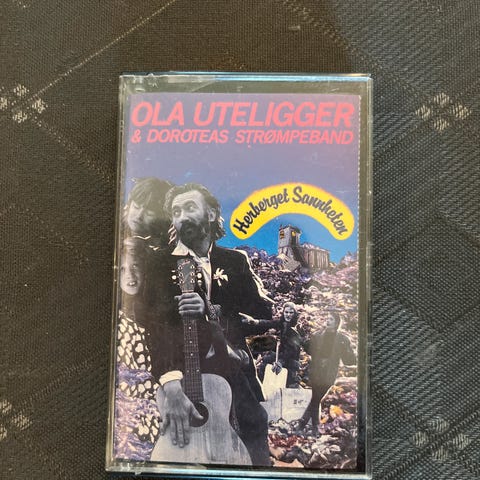 OLA UTELIGGER
& DOROTEAS STRØMPEBAND
Herberget Sannheten